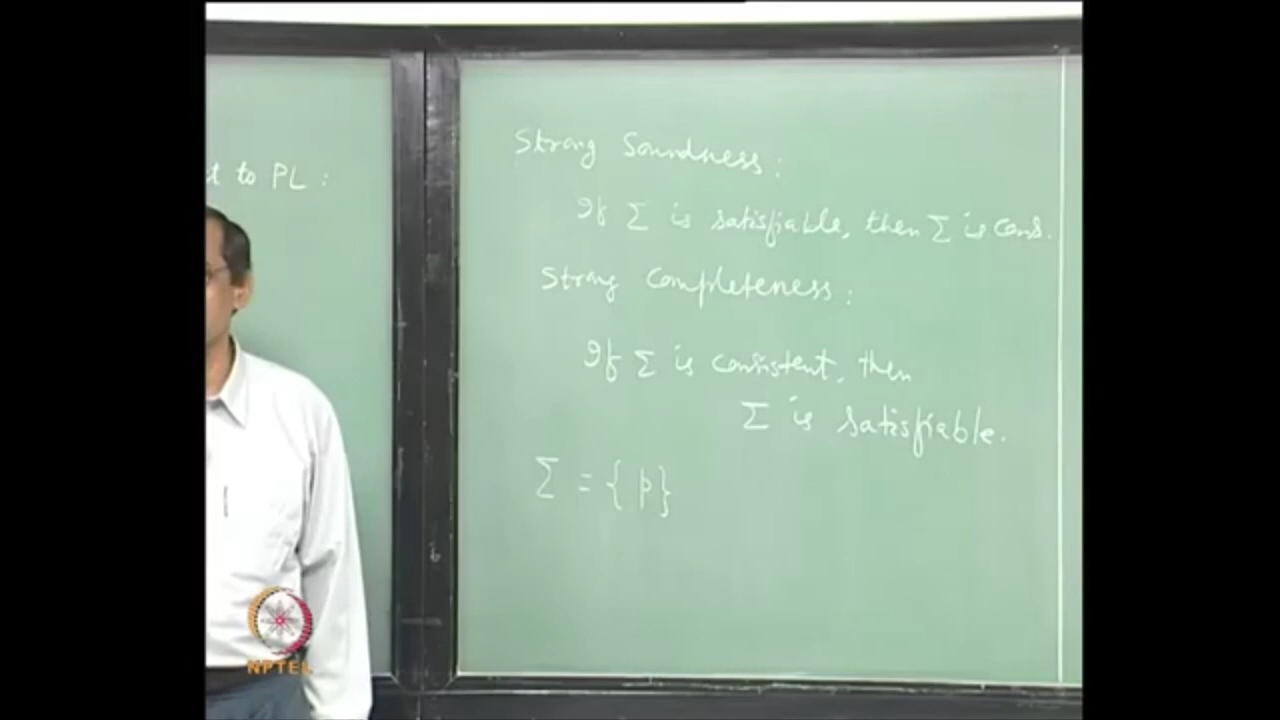 t to PL :
Strong Soundness :
If Σ is satisfiable, then Σ is Cons.
Strong Completeness :
If Σ is consistent, then
Σ is satisfiable.
Σ = { p }
NPTEL